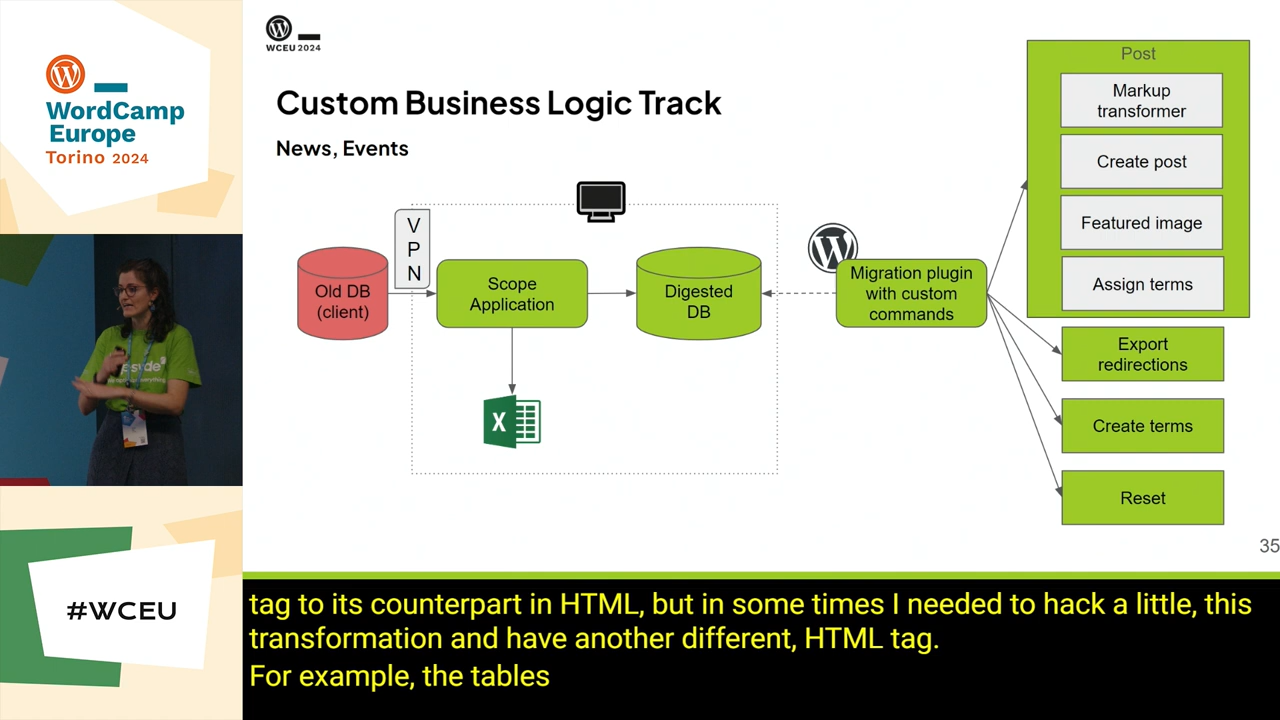 WordCamp
Europe
Torino 2024
#WCEU
WCEU 2024
Custom Business Logic Track
News, Events
Old DB
(client)
V
P
N
Scope
Application
Digested
DB
X
Migration plugin
with custom
commands
Post
Markup
transformer
Create post
Featured image
Assign terms
Export
redirections
Create terms
Reset
35
tag to its counterpart in HTML, but in some times I needed to hack a little, this
transformation and have another different, HTML tag.
For example, the tables